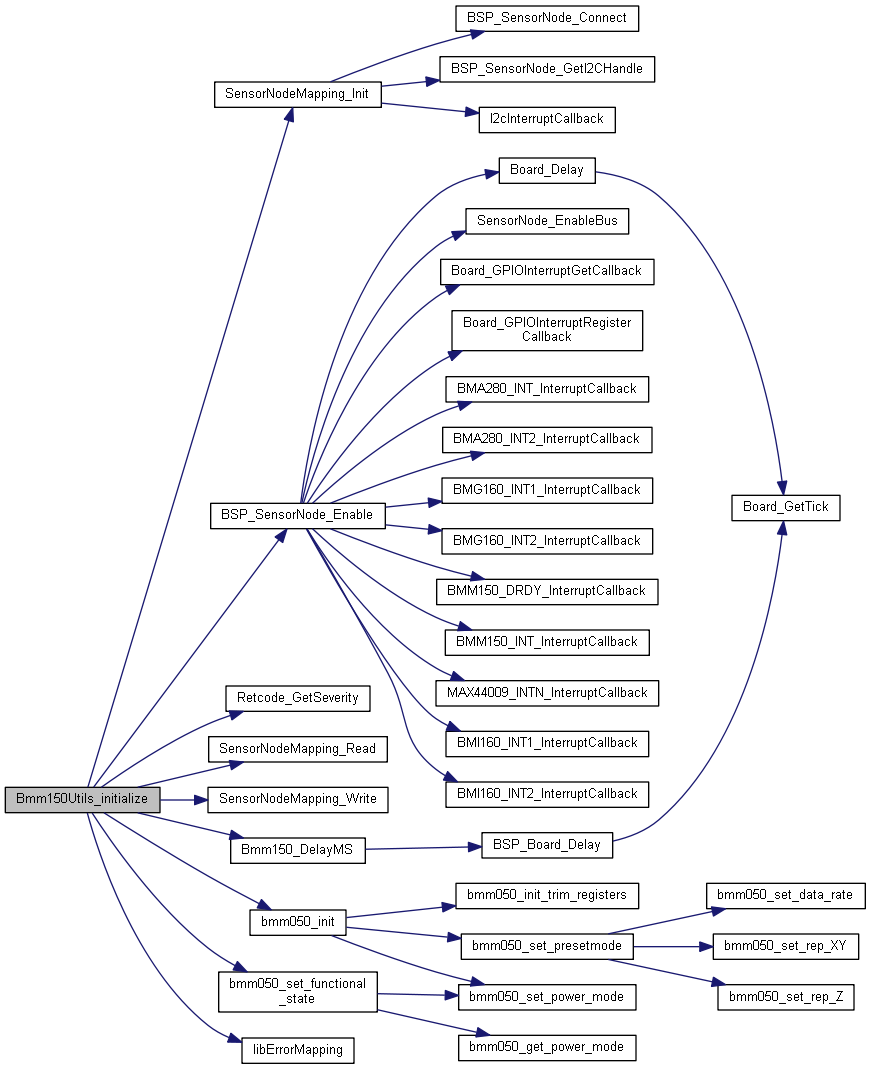 BSP_SensorNode_Connect
BSP_SensorNode_GetI2CHandle
SensorNodeMapping_Init
I2cInterruptCallback
Board_Delay
SensorNode_EnableBus
Board_GPIOInterruptGetCallback
Board_GPIOInterruptRegister
Callback
BMA280_INT_InterruptCallback
BMA280_INT2_InterruptCallback
BMG160_INT1_InterruptCallback
Board_GetTick
BSP_SensorNode_Enable
BMG160_INT2_InterruptCallback
BMM150_DRDY_InterruptCallback
BMM150_INT_InterruptCallback
MAX44009_INTN_InterruptCallback
Retcode_GetSeverity
BMI160_INT1_InterruptCallback
SensorNodeMapping_Read
BMI160_INT2_InterruptCallback
Bmm150Utils_initialize
SensorNodeMapping_Write
BSP_Board_Delay
Bmm150_DelayMS
bmm050_init_trim_registers
bmm050_set_data_rate
bmm050_init
bmm050_set_presetmode
bmm050_set_rep_XY
bmm050_set_functional
_state
bmm050_set_power_mode
bmm050_set_rep_Z
libErrorMapping
bmm050_get_power_mode